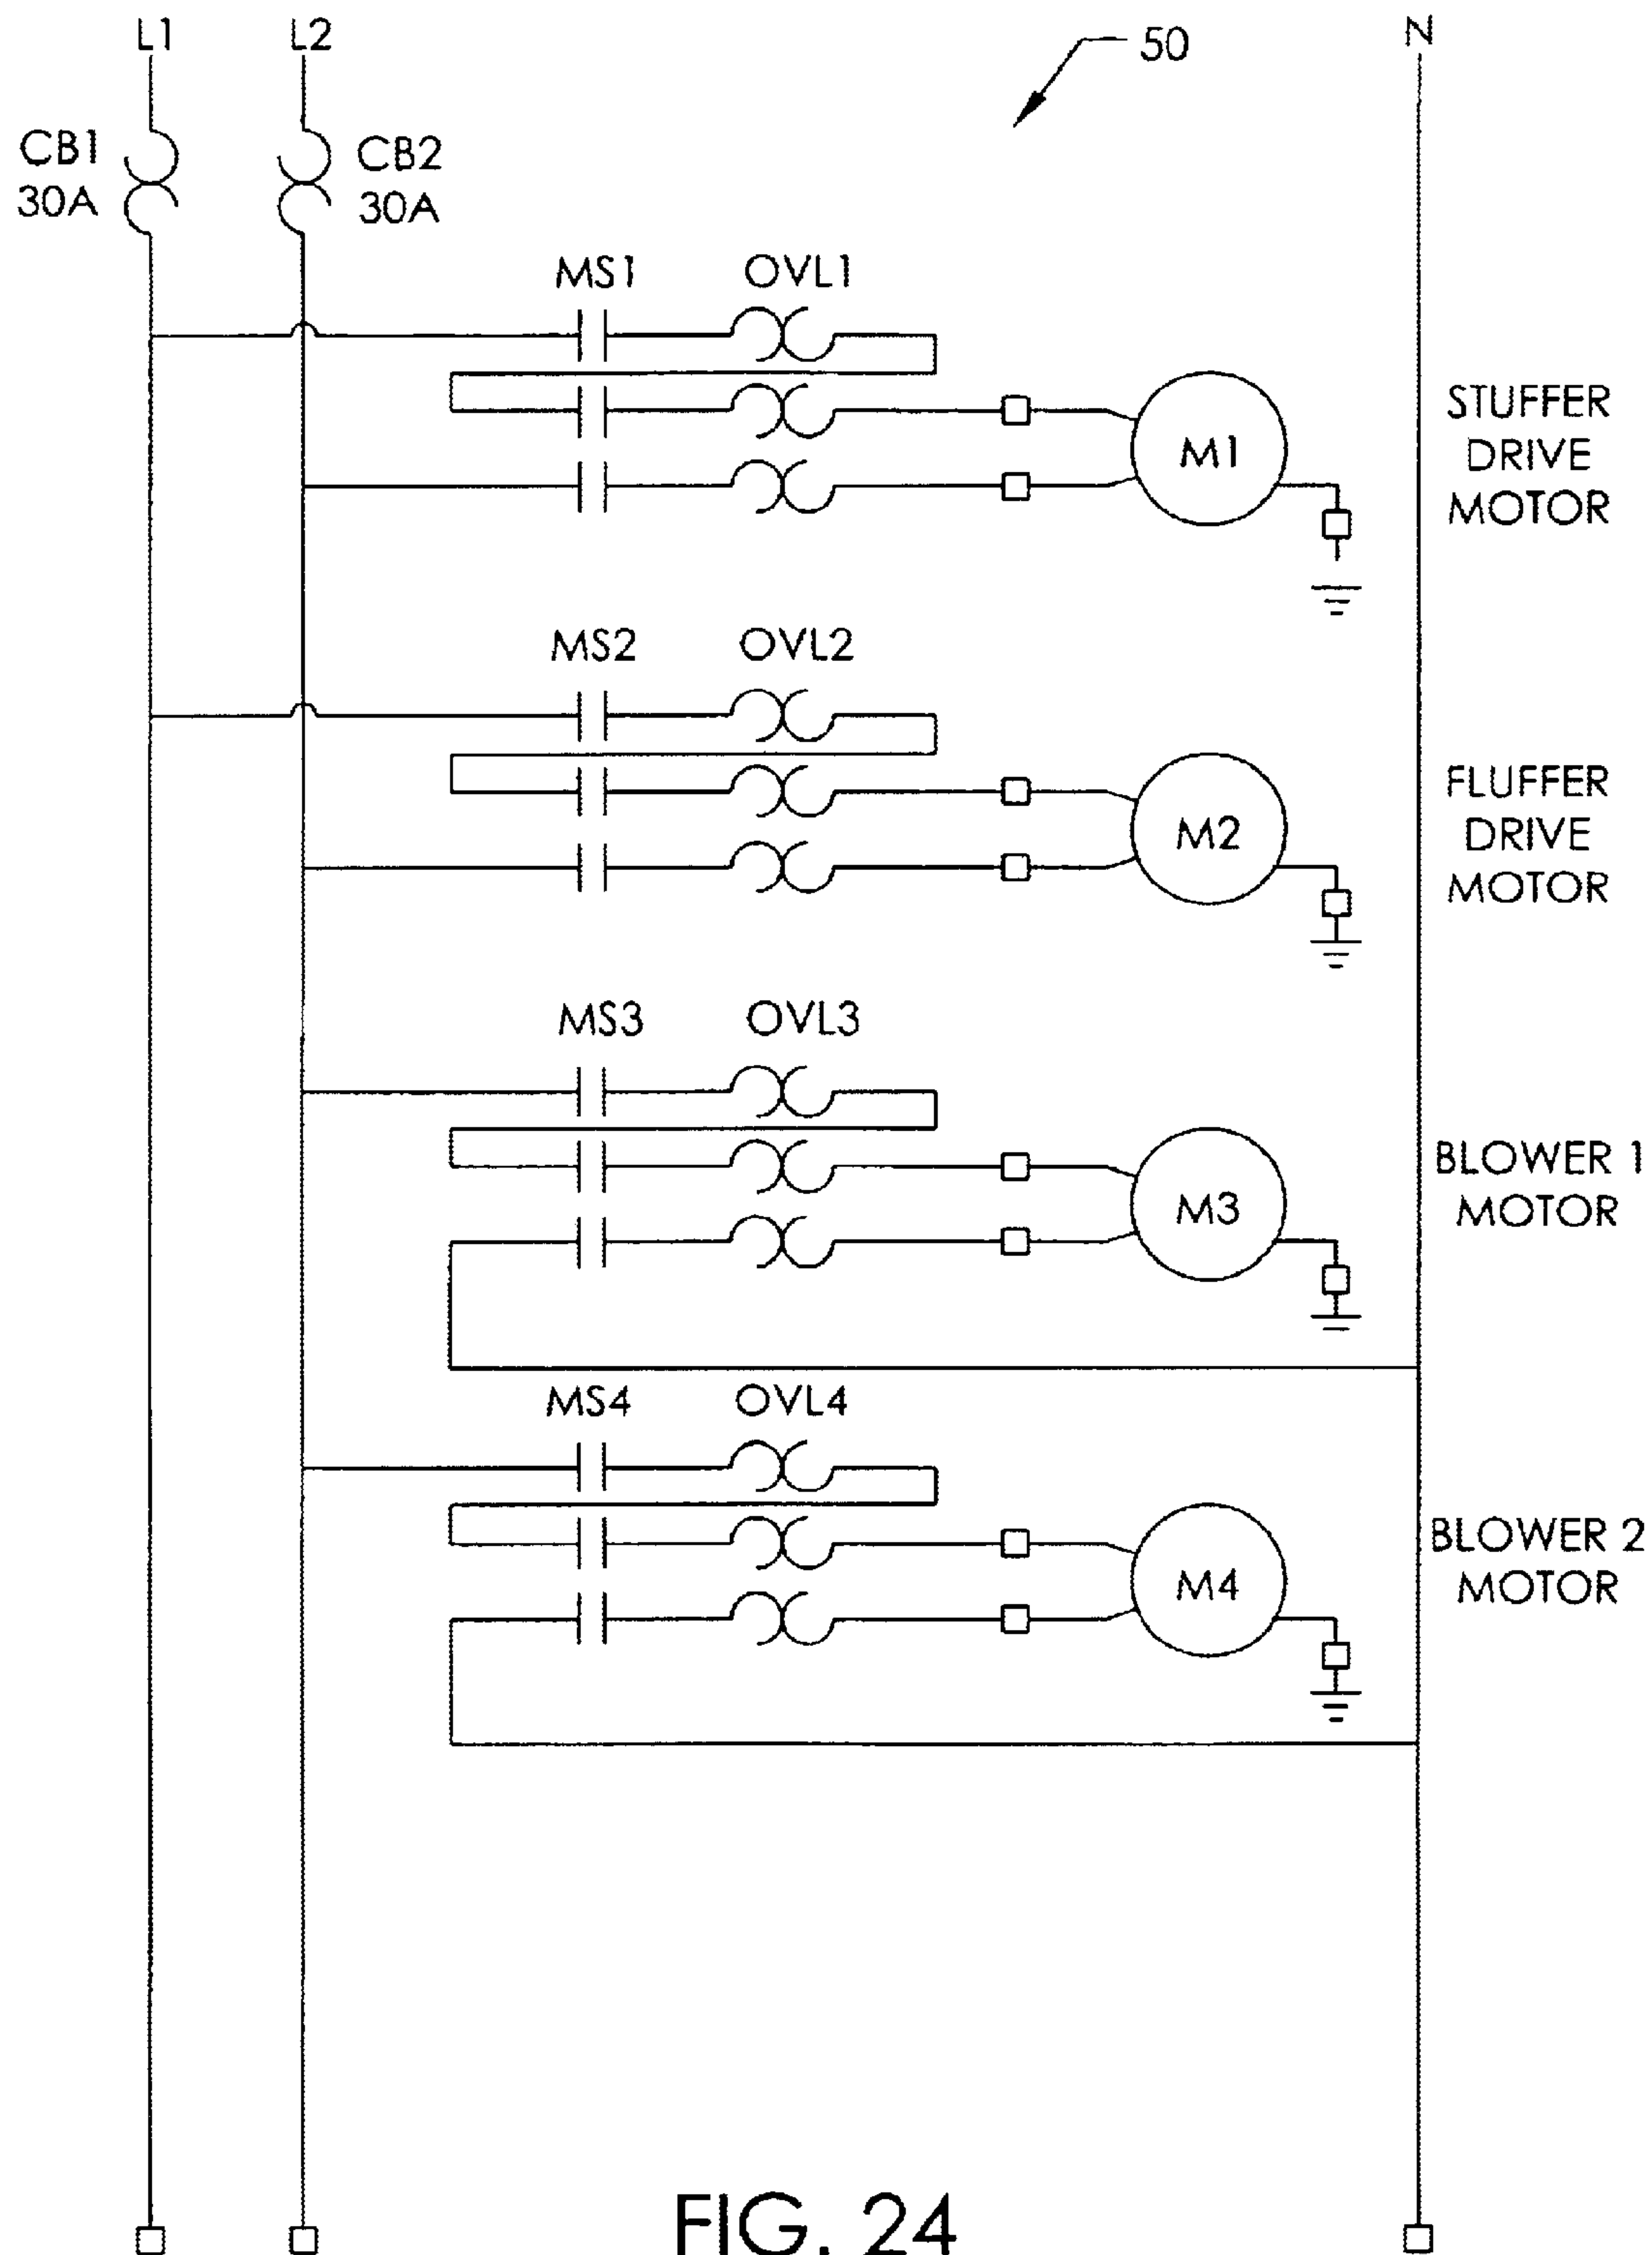 L1
L2
50
N
CB1
30A
CB2
30A
MS1
OVL1
M1
STUFFER
DRIVE
MOTOR
MS2
OVL2
M2
FLUFFER
DRIVE
MOTOR
MS3
OVL3
M3
BLOWER 1
MOTOR
MS4
OVL4
M4
BLOWER 2
MOTOR
FIG. 24